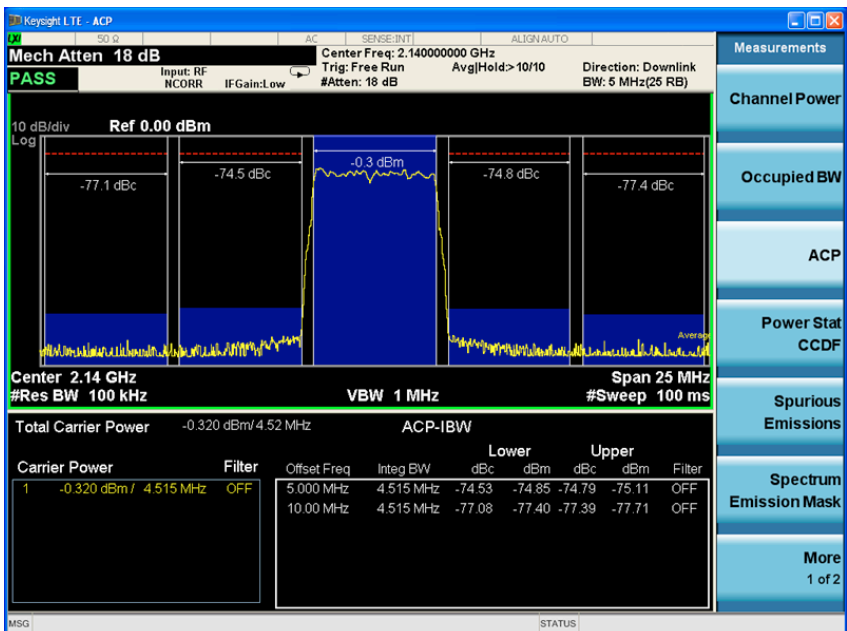 Keysight LTE - ACP
LXI 50 Ω AC SENSE:INT ALIGN AUTO
Mech Atten 18 dB
Center Freq: 2.140000000 GHz
PASS
Input: RF
NCORR
IFGain:Low
Trig: Free Run
#Atten: 18 dB
Avg|Hold:>10/10
Direction: Downlink
BW: 5 MHz(25 RB)
10 dB/div
Log
Ref 0.00 dBm
-77.1 dBc
-74.5 dBc
-0.3 dBm
-74.8 dBc
-77.4 dBc
Average
Center 2.14 GHz Span 25 MHz
#Res BW 100 kHz VBW 1 MHz #Sweep 100 ms
Total Carrier Power -0.320 dBm/ 4.52 MHz ACP-IBW
Lower Upper
Carrier Power Filter
1 -0.320 dBm / 4.515 MHz OFF
Offset Freq Integ BW dBc dBm dBc dBm Filter
5.000 MHz 4.515 MHz -74.53 -74.85 -74.79 -75.11 OFF
10.00 MHz 4.515 MHz -77.08 -77.40 -77.39 -77.71 OFF
MSG STATUS
Measurements
Channel Power
Occupied BW
ACP
Power Stat
CCDF
Spurious
Emissions
Spectrum
Emission Mask
More
1 of 2